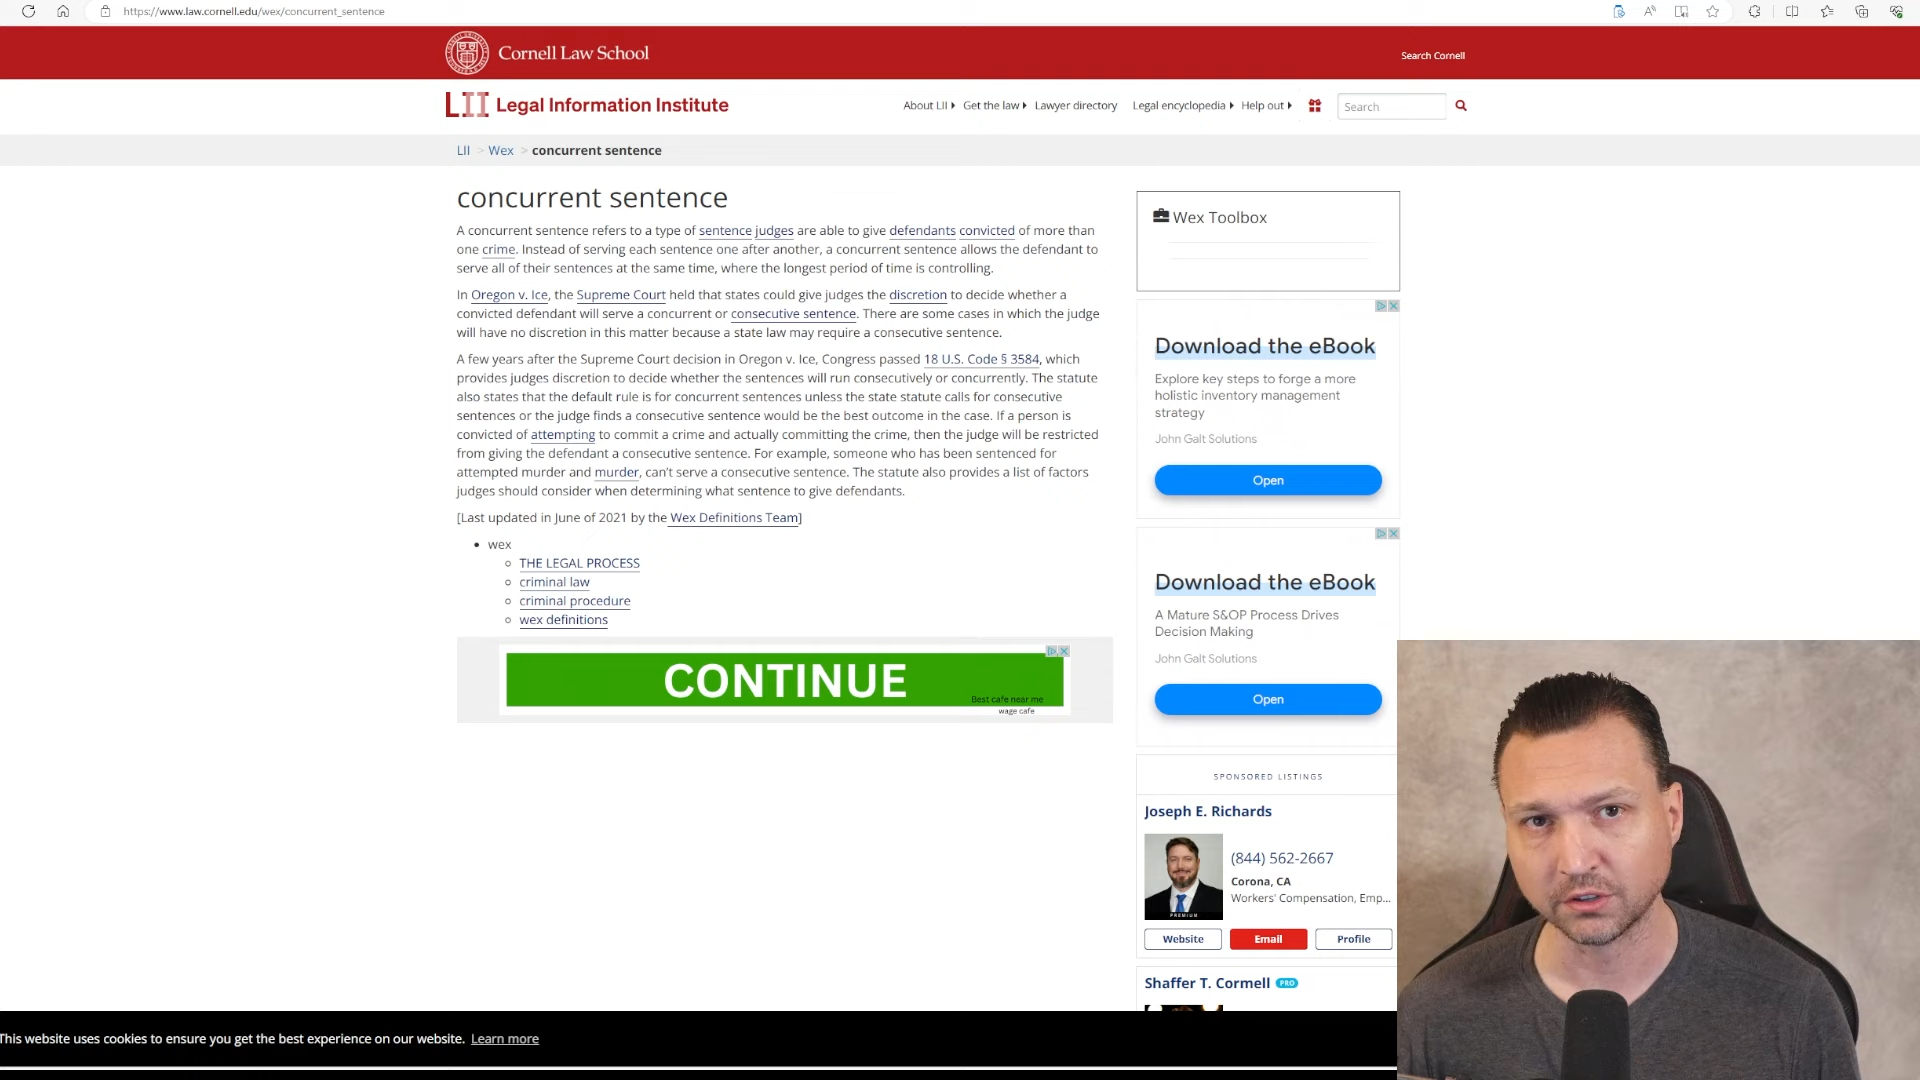 https://www.law.cornell.edu/wex/concurrent_sentence
Cornell Law School
Search Cornell
LII Legal Information Institute
About LII
Get the law
Lawyer directory
Legal encyclopedia
Help out
Search
LII > Wex > concurrent sentence
concurrent sentence
A concurrent sentence refers to a type of sentence judges are able to give defendants convicted of more than
one crime. Instead of serving each sentence one after another, a concurrent sentence allows the defendant to
serve all of their sentences at the same time, where the longest period of time is controlling.
In Oregon v. Ice, the Supreme Court held that states could give judges the discretion to decide whether a
convicted defendant will serve a concurrent or consecutive sentence. There are some cases in which the judge
will have no discretion in this matter because a state law may require a consecutive sentence.
A few years after the Supreme Court decision in Oregon v. Ice, Congress passed 18 U.S. Code § 3584, which
provides judges discretion to decide whether the sentences will run consecutively or concurrently. The statute
also states that the default rule is for concurrent sentences unless the state statute calls for consecutive
sentences or the judge finds a consecutive sentence would be the best outcome in the case. If a person is
convicted of attempting to commit a crime and actually committing the crime, then the judge will be restricted
from giving the defendant a consecutive sentence. For example, someone who has been sentenced for
attempted murder and murder, can't serve a consecutive sentence. The statute also provides a list of factors
judges should consider when determining what sentence to give defendants.
[Last updated in June of 2021 by the Wex Definitions Team]
wex
THE LEGAL PROCESS
criminal law
criminal procedure
wex definitions
CONTINUE
Best cafe near me
wage cafe
Wex Toolbox
Download the eBook
Explore key steps to forge a more
holistic inventory management
strategy
John Galt Solutions
Open
Download the eBook
A Mature S&OP Process Drives
Decision Making
John Galt Solutions
Open
SPONSORED LISTINGS
Joseph E. Richards
(844) 562-2667
Corona, CA
Workers' Compensation, Emp...
PREMIUM
Website
Email
Profile
Shaffer T. Cormell PRO
This website uses cookies to ensure you get the best experience on our website. Learn more